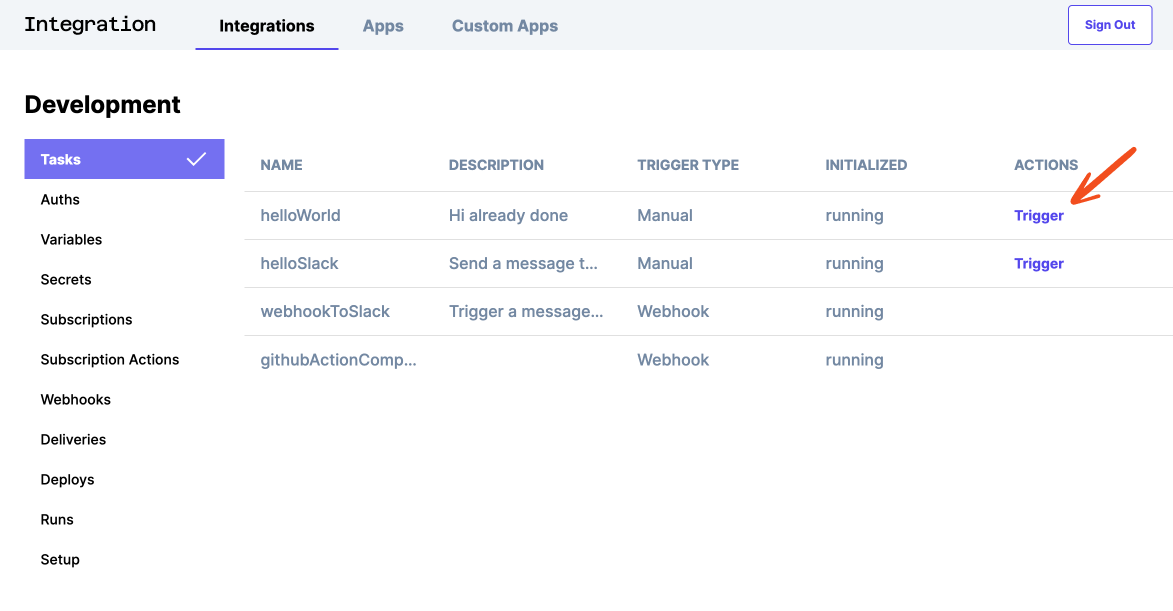 Integration Integrations Apps Custom Apps Sign Out
Development
Tasks
Auths
Variables
Secrets
Subscriptions
Subscription Actions
Webhooks
Deliveries
Deploys
Runs
Setup
NAME DESCRIPTION TRIGGER TYPE INITIALIZED ACTIONS
helloWorld Hi already done Manual running Trigger
helloSlack Send a message t... Manual running Trigger
webhookToSlack Trigger a message... Webhook running
githubActionComp... Webhook running